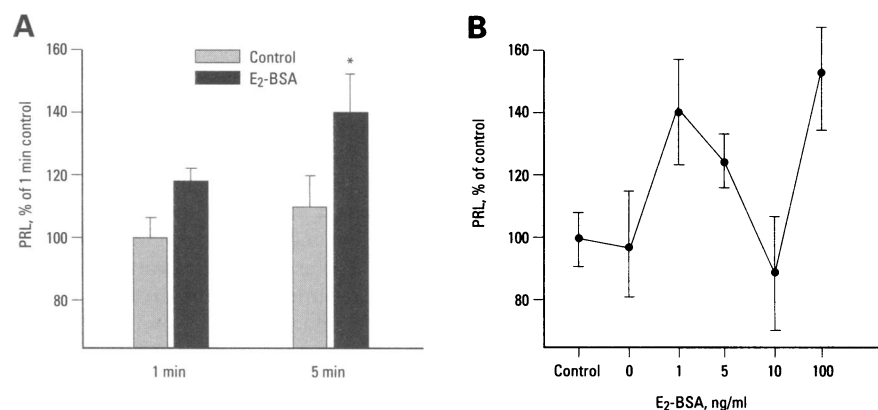 A
160
140
120
100
80
PRL, % of 1 min control
Control
E₂-BSA
*
1 min
5 min
B
160
140
120
100
80
PRL, % of control
Control
0
1
5
10
100
E₂-BSA, ng/ml